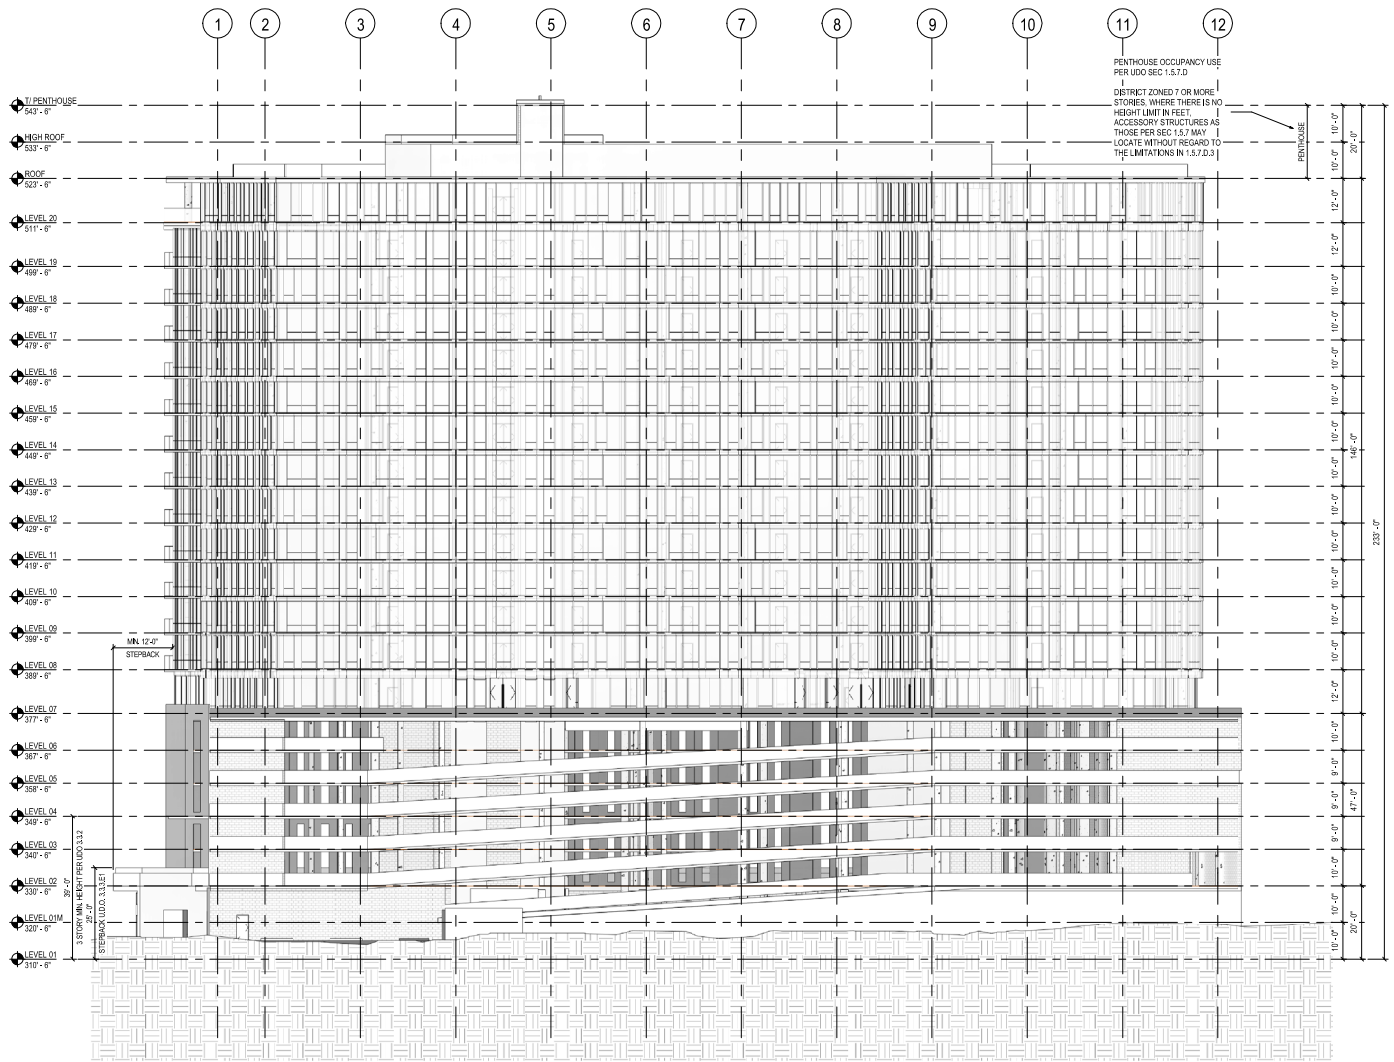 1 2 3 4 5 6 7 8 9 10 11 12
PENTHOUSE OCCUPANCY USE
PER UDO SEC 1.5.7.D
DISTRICT ZONED 7 OR MORE
STORIES, WHERE THERE IS NO
HEIGHT LIMIT IN FEET,
ACCESSORY STRUCTURES AS
THOSE PER SEC 1.5.7 MAY
LOCATE WITHOUT REGARD TO
THE LIMITATIONS IN 1.5.7.D.3
T/ PENTHOUSE
543' - 6"
HIGH ROOF
533' - 6"
ROOF
523' - 6"
LEVEL 20
511' - 6"
LEVEL 19
499' - 6"
LEVEL 18
489' - 6"
LEVEL 17
479' - 6"
LEVEL 16
469' - 6"
LEVEL 15
459' - 6"
LEVEL 14
449' - 6"
LEVEL 13
439' - 6"
LEVEL 12
429' - 6"
LEVEL 11
419' - 6"
LEVEL 10
409' - 6"
LEVEL 09
399' - 6"
LEVEL 08
389' - 6"
LEVEL 07
377' - 6"
LEVEL 06
367' - 6"
LEVEL 05
358' - 6"
LEVEL 04
349' - 6"
LEVEL 03
340' - 6"
LEVEL 02
330' - 6"
LEVEL 01M
320' - 6"
LEVEL 01
310' - 6"
MIN. 12'-0"
STEPBACK
3 STORY MIN. HEIGHT PER UDO 3.3.2
39' - 0"
25' - 0"
STEPBACK U.D.O. 3.3.3.E1
PENTHOUSE
10' - 0"
10' - 0"
12' - 0"
12' - 0"
10' - 0"
10' - 0"
10' - 0"
10' - 0"
10' - 0"
10' - 0"
10' - 0"
10' - 0"
10' - 0"
10' - 0"
10' - 0"
12' - 0"
10' - 0"
9' - 0"
9' - 0"
9' - 0"
10' - 0"
10' - 0"
10' - 0"
20' - 0"
146' - 0"
47' - 0"
20' - 0"
233' - 0"